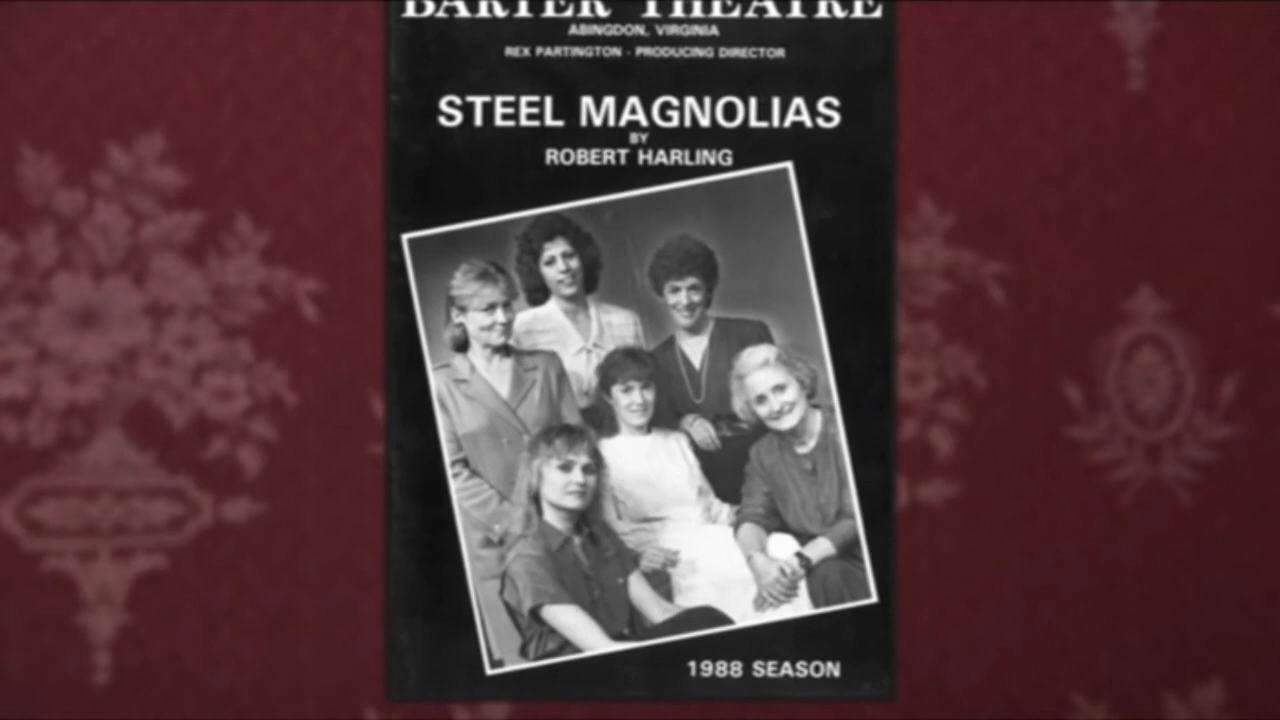 BARTER THEATRE
ABINGDON, VIRGINIA
REX PARTINGTON - PRODUCING DIRECTOR
STEEL MAGNOLIAS
BY
ROBERT HARLING
1988 SEASON